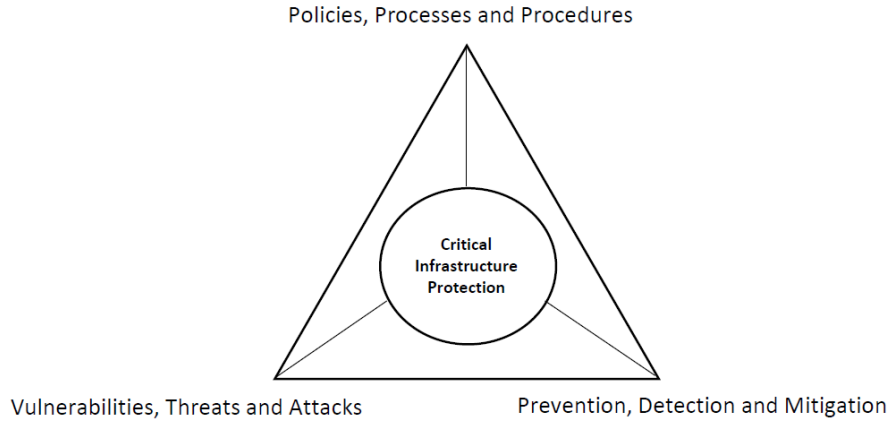 Policies, Processes and Procedures
Critical
Infrastructure
Protection
Vulnerabilities, Threats and Attacks
Prevention, Detection and Mitigation